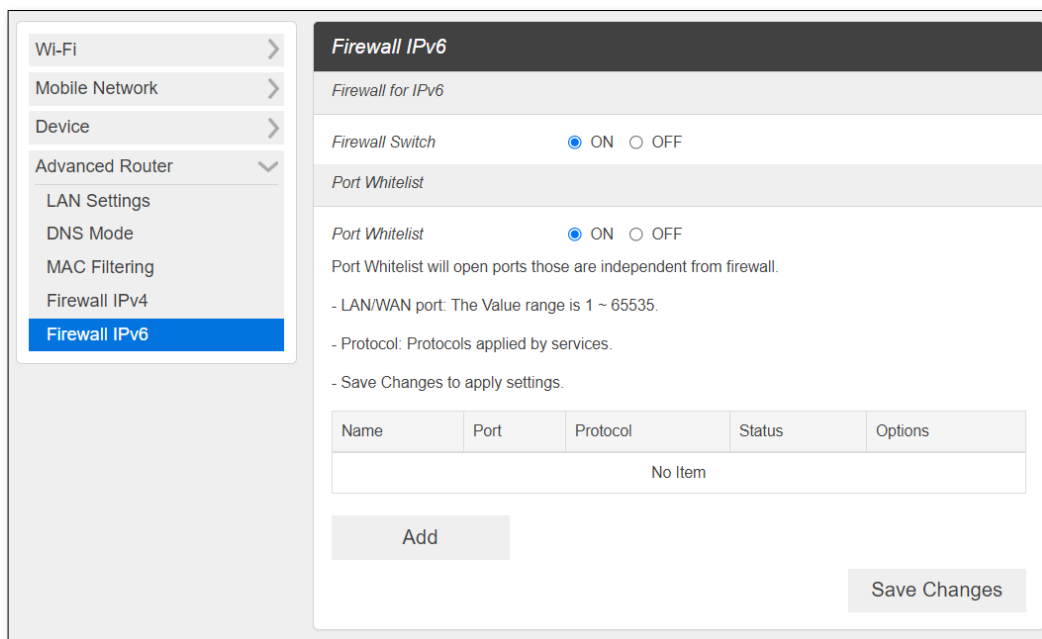 Wi-Fi
Mobile Network
Device
Advanced Router
LAN Settings
DNS Mode
MAC Filtering
Firewall IPv4
Firewall IPv6
Firewall IPv6
Firewall for IPv6
Firewall Switch ON OFF
Port Whitelist
Port Whitelist ON OFF
Port Whitelist will open ports those are independent from firewall.
- LAN/WAN port: The Value range is 1 ~ 65535.
- Protocol: Protocols applied by services.
- Save Changes to apply settings.
Name Port Protocol Status Options
No Item
Add
Save Changes